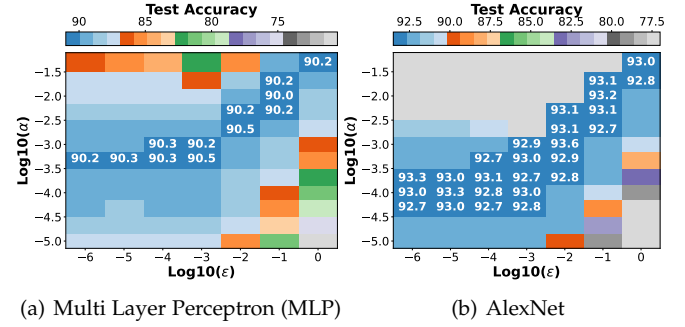 Test Accuracy
90 85 80 75
90.2
90.2
90.0
90.2 90.2
90.5
90.3 90.2
90.2 90.3 90.3 90.5
−1.5
−2.0
−2.5
−3.0
−3.5
−4.0
−4.5
−5.0
Log10(α)
−6 −5 −4 −3 −2 −1 0
Log10(ε)
(a) Multi Layer Perceptron (MLP)
Test Accuracy
92.5 90.0 87.5 85.0 82.5 80.0 77.5
93.0
93.1 92.8
93.2
93.1 93.1
93.1 92.7
92.9 93.6
92.7 93.0 92.9
93.3 93.0 93.1 92.7 92.8
93.0 93.3 92.8 93.0
92.7 93.0 92.7 92.8
−1.5
−2.0
−2.5
−3.0
−3.5
−4.0
−4.5
−5.0
Log10(α)
−6 −5 −4 −3 −2 −1 0
Log10(ε)
(b) AlexNet